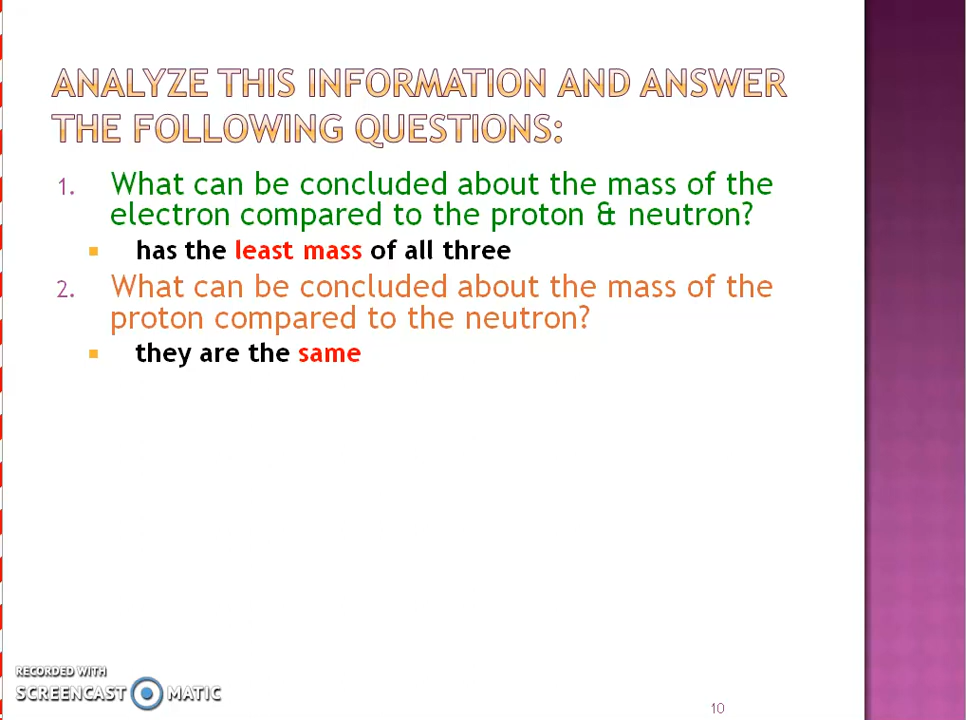 ANALYZE THIS INFORMATION AND ANSWER
THE FOLLOWING QUESTIONS:
1. What can be concluded about the mass of the
electron compared to the proton & neutron?
■ has the least mass of all three
2. What can be concluded about the mass of the
proton compared to the neutron?
■ they are the same
RECORDED WITH
SCREENCAST MATIC
10